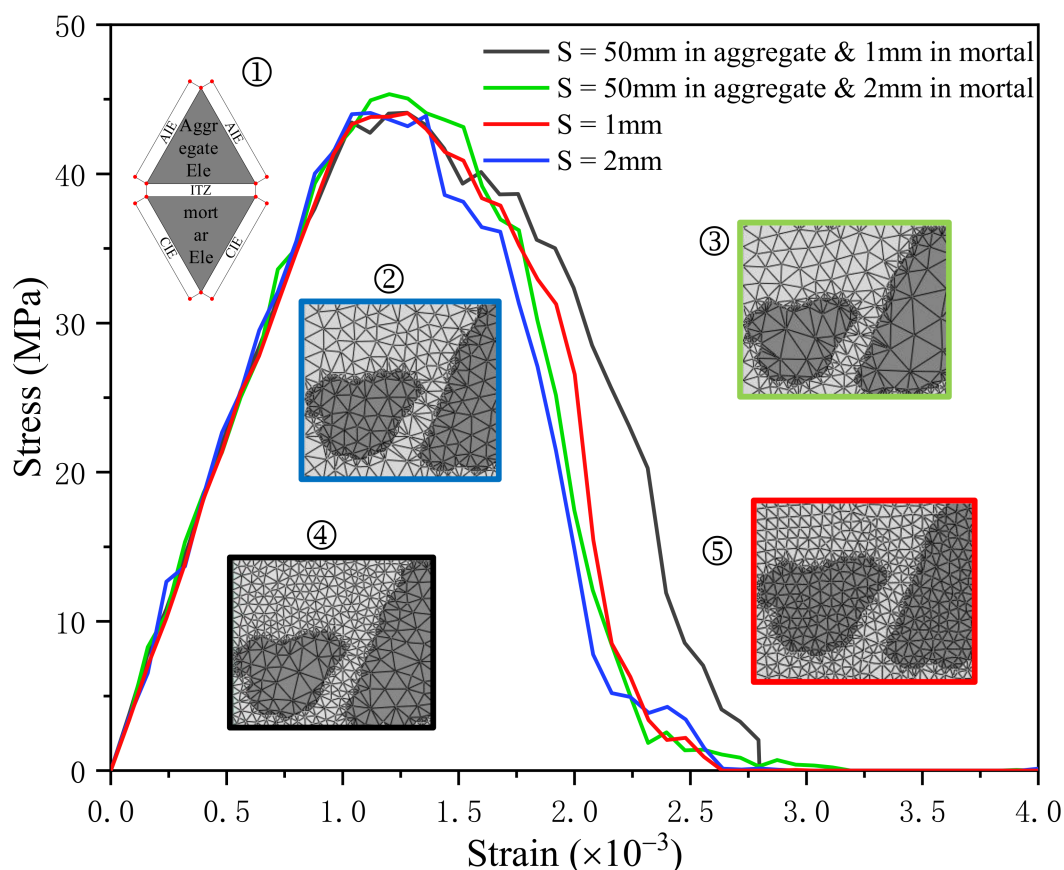 S = 50mm in aggregate & 1mm in mortal
S = 50mm in aggregate & 2mm in mortal
S = 1mm
S = 2mm
①
AIE
Aggr
egate
Ele
AIE
ITZ
CIE
mort
ar
Ele
CIE
②
③
④
⑤
Stress (MPa)
50
40
30
20
10
0
0.0 0.5 1.0 1.5 2.0 2.5 3.0 3.5 4.0
Strain (×10⁻³)